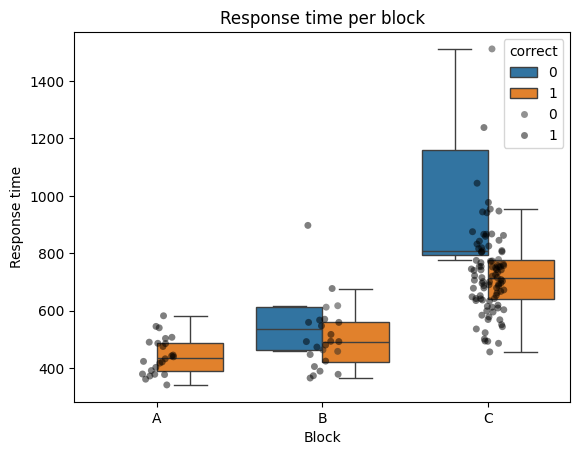 Response time per block
correct
0
1
0
1
1400
1200
1000
800
600
400
Response time
A
B
C
Block